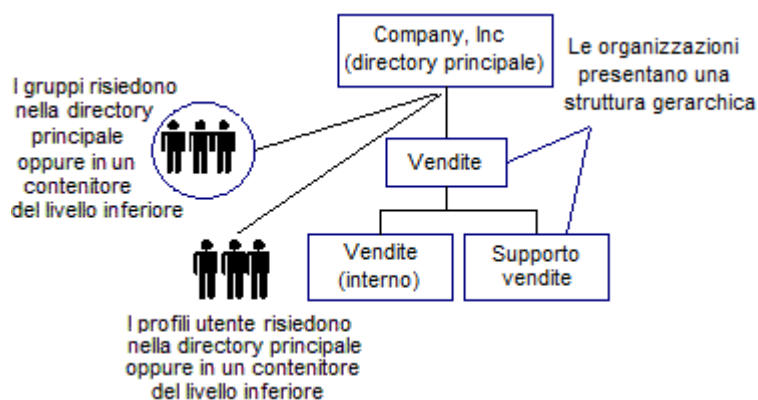 Company, Inc
(directory principale)
Le organizzazioni
presentano una
struttura gerarchica
I gruppi risiedono
nella directory
principale
oppure in un
contenitore
del livello inferiore
Vendite
Vendite
(interno)
Supporto
vendite
I profili utente risiedono
nella directory principale
oppure in un contenitore
del livello inferiore